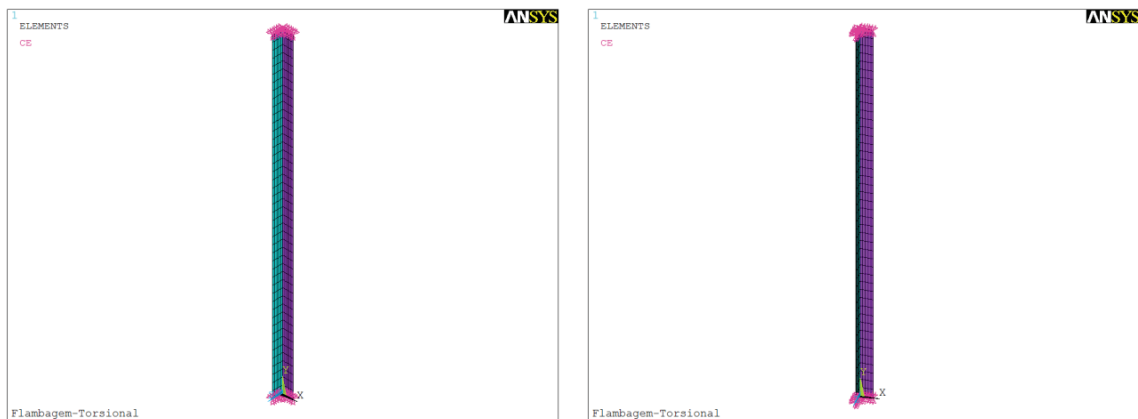 1
ELEMENTS
CE
ANSYS
Y
X
Flambagem-Torsional
1
ELEMENTS
CE
ANSYS
Y
X
Flambagem-Torsional